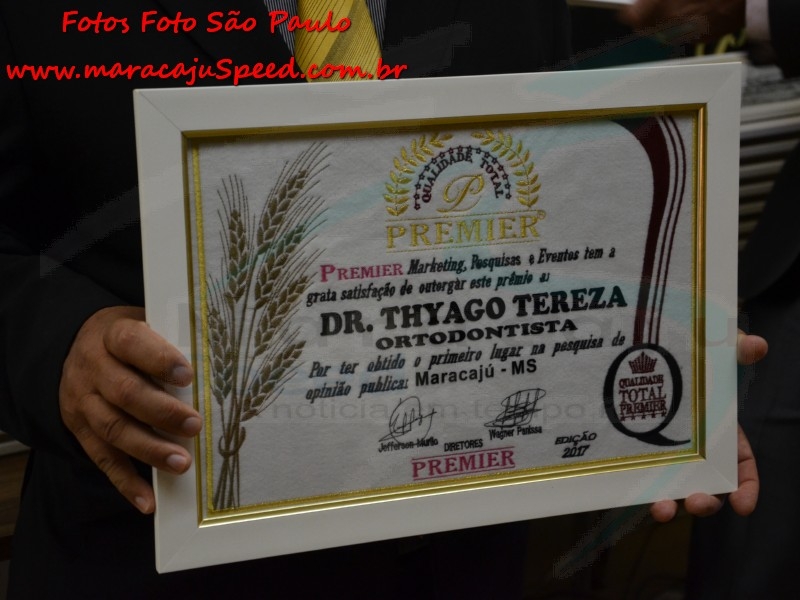 Fotos Foto São Paulo
www.maracajuSpeed.com.br
QUALIDADE TOTAL
P
PREMIER®
PREMIER Marketing, Pesquisas e Eventos tem a
grata satisfação de outorgar este prêmio a:
DR. THYAGO TEREZA
ORTODONTISTA
Por ter obtido o primeiro lugar na pesquisa de
opinião publica: Maracajú - MS
QUALIDADE
TOTAL
PREMIER
Jefferson Murilo DIRETORES Wagner Panissa
EDIÇÃO
2017
PREMIER